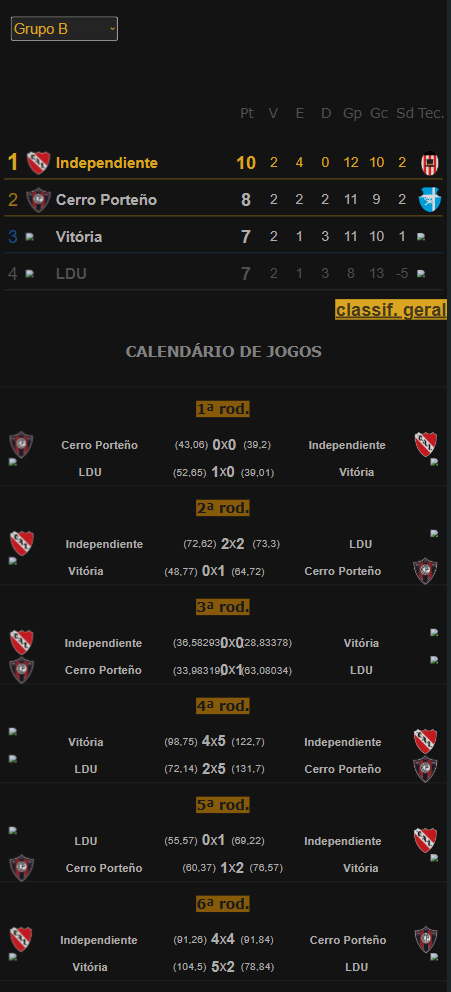 Grupo B
Pt V E D Gp Gc Sd Tec.
1 Independiente 10 2 4 0 12 10 2
2 Cerro Porteño 8 2 2 2 11 9 2
3 Vitória 7 2 1 3 11 10 1
4 LDU 7 2 1 3 8 13 -5
classif. geral
CALENDÁRIO DE JOGOS
1ª rod.
Cerro Porteño (43,06) 0X0 (39,2) Independiente
LDU (52,65) 1X0 (39,01) Vitória
2ª rod.
Independiente (72,62) 2X2 (73,3) LDU
Vitória (48,77) 0X1 (64,72) Cerro Porteño
3ª rod.
Independiente (36,58293 0X0 (28,83378) Vitória
Cerro Porteño (33,98319 0X1 (63,08034) LDU
4ª rod.
Vitória (98,75) 4X5 (122,7) Independiente
LDU (72,14) 2X5 (131,7) Cerro Porteño
5ª rod.
LDU (55,57) 0X1 (69,22) Independiente
Cerro Porteño (60,37) 1X2 (76,57) Vitória
6ª rod.
Independiente (91,26) 4X4 (91,84) Cerro Porteño
Vitória (104,5) 5X2 (78,84) LDU